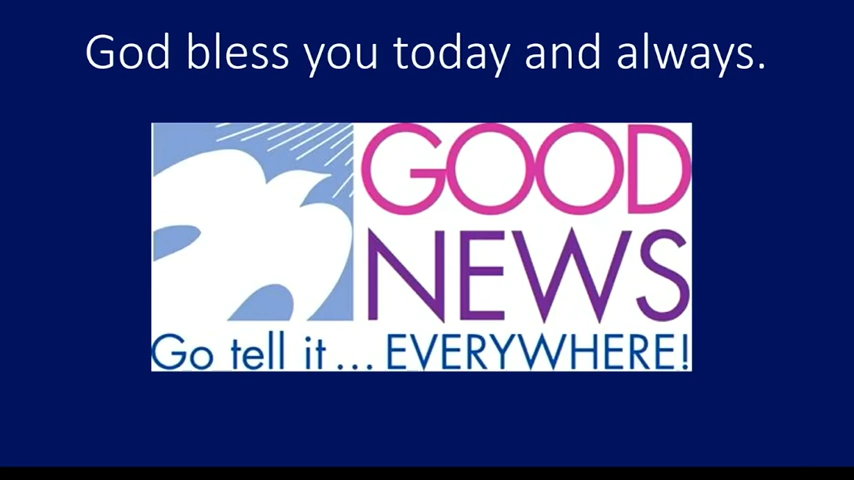 God bless you today and always.
GOOD
NEWS
Go tell it...EVERYWHERE!